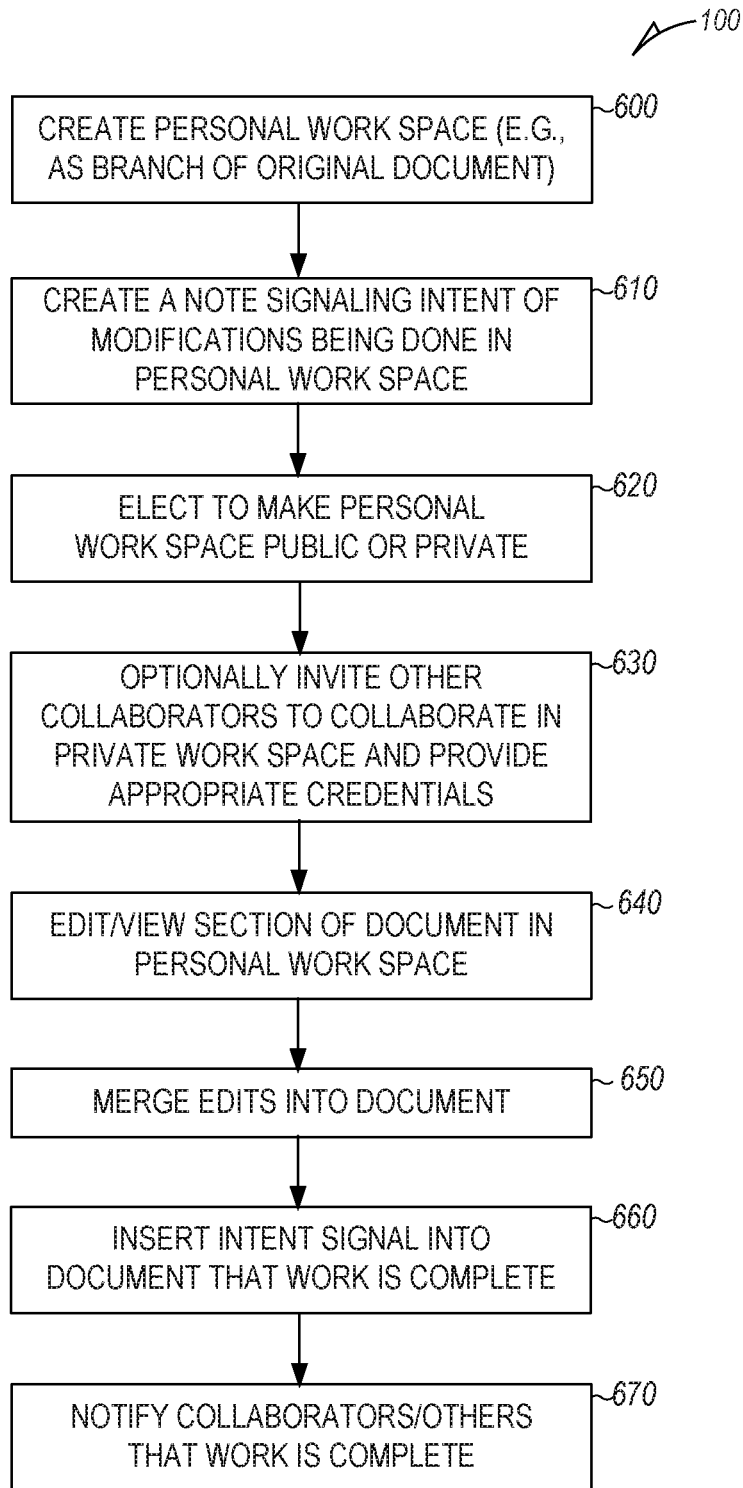 100
600
CREATE PERSONAL WORK SPACE (E.G.,
AS BRANCH OF ORIGINAL DOCUMENT)
610
CREATE A NOTE SIGNALING INTENT OF
MODIFICATIONS BEING DONE IN
PERSONAL WORK SPACE
620
ELECT TO MAKE PERSONAL
WORK SPACE PUBLIC OR PRIVATE
630
OPTIONALLY INVITE OTHER
COLLABORATORS TO COLLABORATE IN
PRIVATE WORK SPACE AND PROVIDE
APPROPRIATE CREDENTIALS
640
EDIT/VIEW SECTION OF DOCUMENT IN
PERSONAL WORK SPACE
650
MERGE EDITS INTO DOCUMENT
660
INSERT INTENT SIGNAL INTO
DOCUMENT THAT WORK IS COMPLETE
670
NOTIFY COLLABORATORS/OTHERS
THAT WORK IS COMPLETE